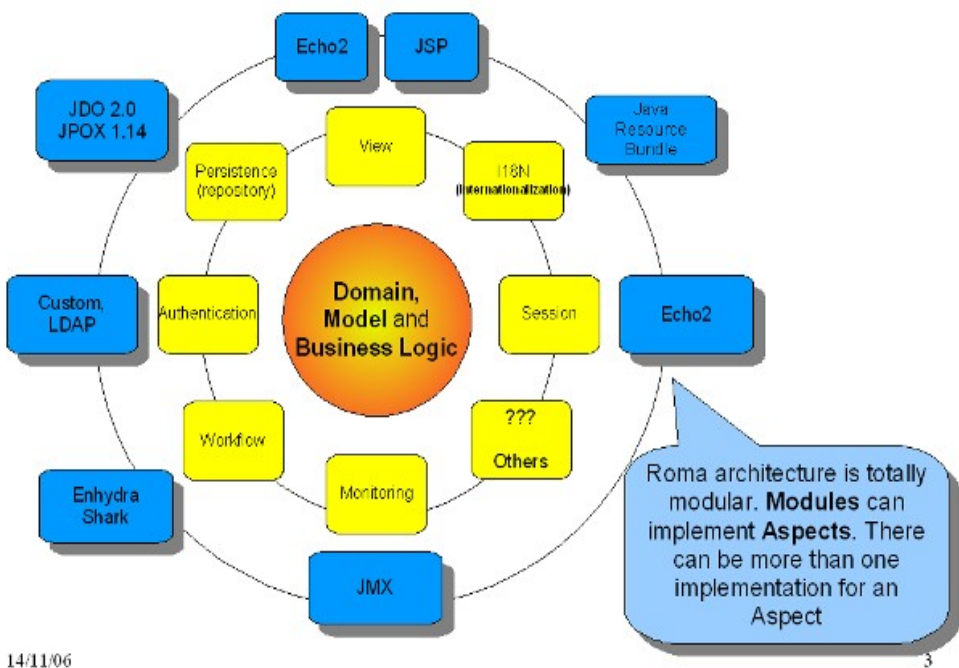 Echo2
JSP
JDO 2.0
JPOX 1.14
Java
Resource
Bundle
View
Persistence
(repository)
I18N
(Internationalization)
Domain,
Model and
Business Logic
Custom,
LDAP
Authentication
Session
Echo2
Workflow
???
Others
Monitoring
Enhydra
Shark
JMX
Roma architecture is totally
modular. Modules can
implement Aspects. There
can be more than one
implementation for an
Aspect
14/11/06
3